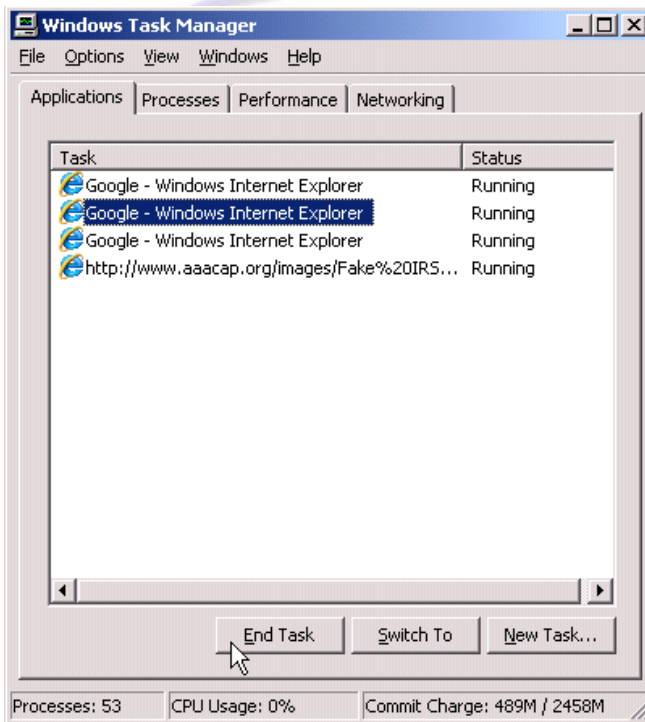 Windows Task Manager
File Options View Windows Help
Applications Processes Performance Networking
Task Status
Google - Windows Internet Explorer Running
Google - Windows Internet Explorer Running
Google - Windows Internet Explorer Running
http://www.aaacap.org/images/Fake%20IRS... Running
End Task Switch To New Task...
Processes: 53 CPU Usage: 0% Commit Charge: 489M / 2458M